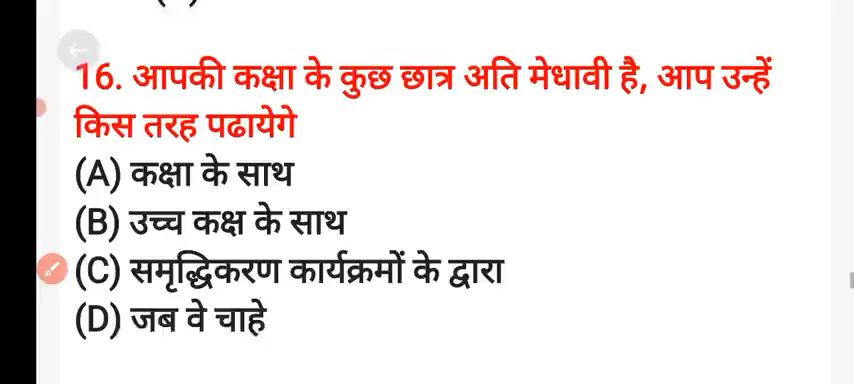 16. आपकी कक्षा के कुछ छात्र अति मेधावी है, आप उन्हें
किस तरह पढायेगे
(A) कक्षा के साथ
(B) उच्च कक्ष के साथ
(C) समृद्धिकरण कार्यक्रमों के द्वारा
(D) जब वे चाहे